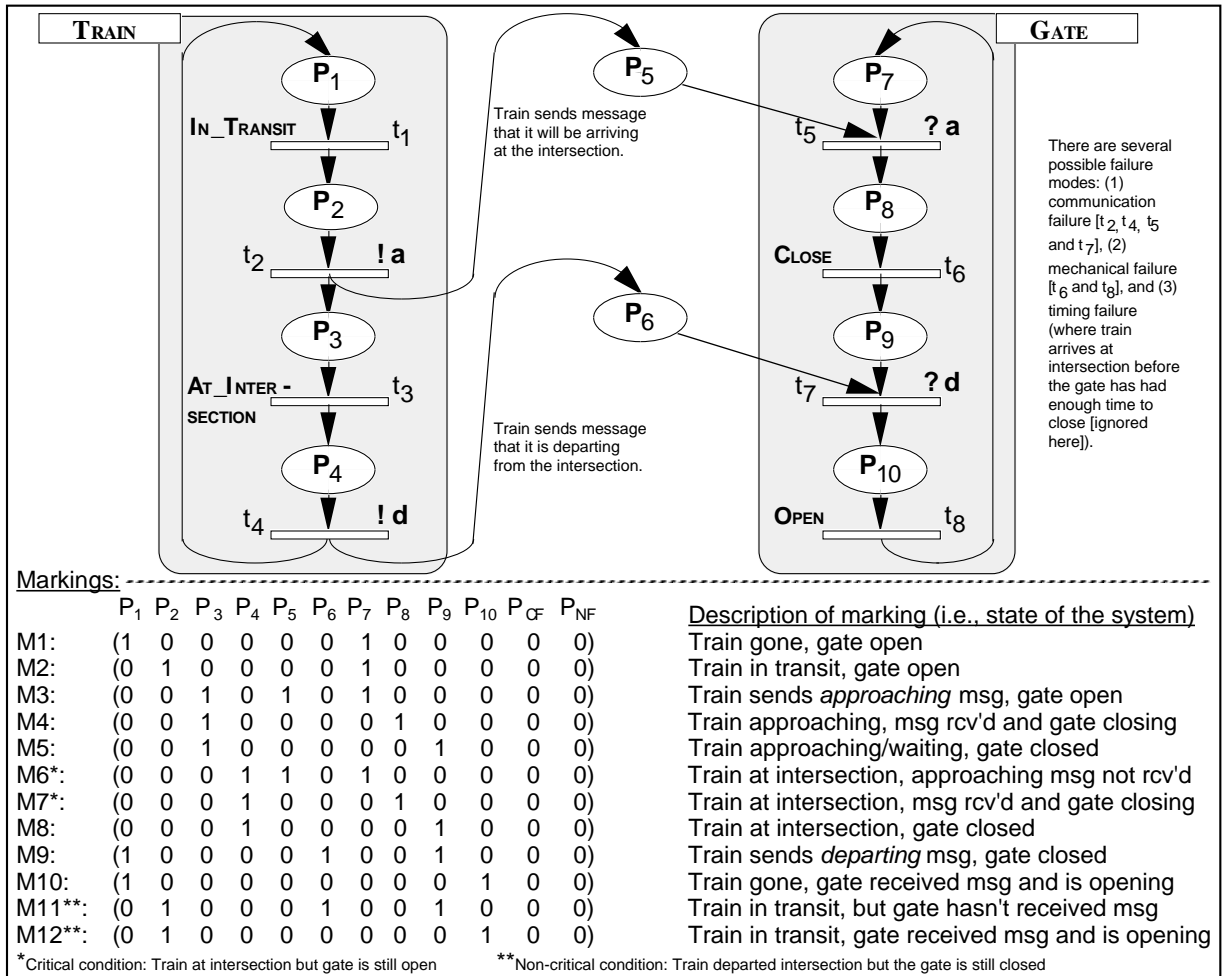 TRAIN
GATE
P1
P5
P7
Train sends message
that it will be arriving
at the intersection.
IN_TRANSIT
t1
t5
? a
There are several
possible failure
modes: (1)
communication
failure [t2, t4, t5
and t7], (2)
mechanical failure
[t6 and t8], and (3)
timing failure
(where train
arrives at
intersection before
the gate has had
enough time to
close [ignored
here]).
P2
P8
t2
! a
CLOSE
t6
P3
P6
P9
AT_INTER -
SECTION
t3
t7
? d
Train sends message
that it is departing
from the intersection.
P4
P10
t4
! d
OPEN
t8
Markings:
P1 P2 P3 P4 P5 P6 P7 P8 P9 P10 PCF PNF Description of marking (i.e., state of the system)
M1: (1 0 0 0 0 0 1 0 0 0 0 0) Train gone, gate open
M2: (0 1 0 0 0 0 1 0 0 0 0 0) Train in transit, gate open
M3: (0 0 1 0 1 0 1 0 0 0 0 0) Train sends approaching msg, gate open
M4: (0 0 1 0 0 0 0 1 0 0 0 0) Train approaching, msg rcv'd and gate closing
M5: (0 0 1 0 0 0 0 0 1 0 0 0) Train approaching/waiting, gate closed
M6*: (0 0 0 1 1 0 1 0 0 0 0 0) Train at intersection, approaching msg not rcv'd
M7*: (0 0 0 1 0 0 0 1 0 0 0 0) Train at intersection, msg rcv'd and gate closing
M8: (0 0 0 1 0 0 0 0 1 0 0 0) Train at intersection, gate closed
M9: (1 0 0 0 0 1 0 0 1 0 0 0) Train sends departing msg, gate closed
M10: (1 0 0 0 0 0 0 0 0 1 0 0) Train gone, gate received msg and is opening
M11**: (0 1 0 0 0 1 0 0 1 0 0 0) Train in transit, but gate hasn't received msg
M12**: (0 1 0 0 0 0 0 0 0 1 0 0) Train in transit, gate received msg and is opening
*Critical condition: Train at intersection but gate is still open **Non-critical condition: Train departed intersection but the gate is still closed